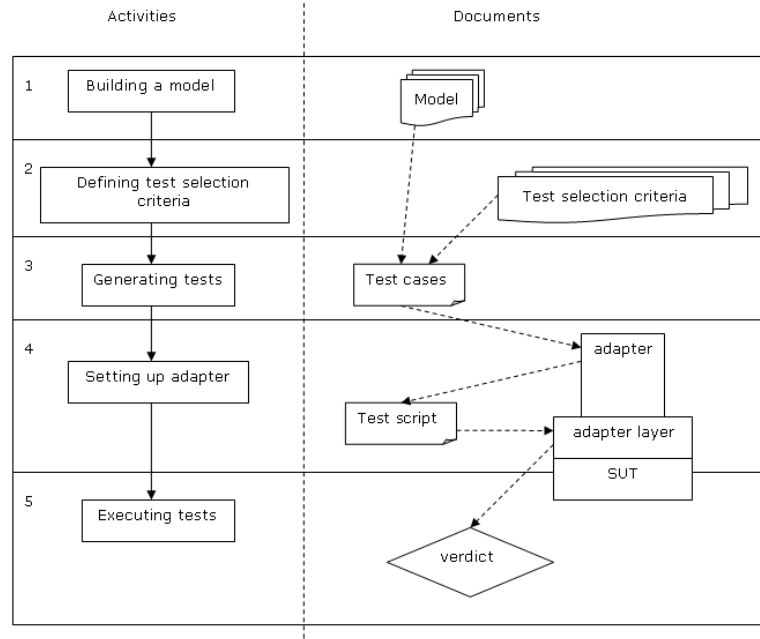 Activities
Documents
1
Building a model
Model
2
Defining test selection
criteria
Test selection criteria
3
Generating tests
Test cases
4
Setting up adapter
adapter
Test script
adapter layer
SUT
5
Executing tests
verdict